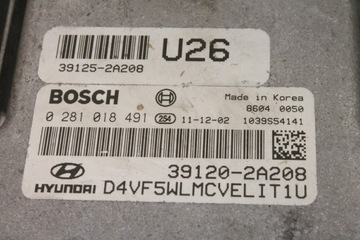 U26
39125-2A208
BOSCH
Made in Korea
8604 0050
0 281 018 491 254 11-12-02 1039S54141
39120-2A208
HYUNDAI D4VF5WLMCVELIT1U